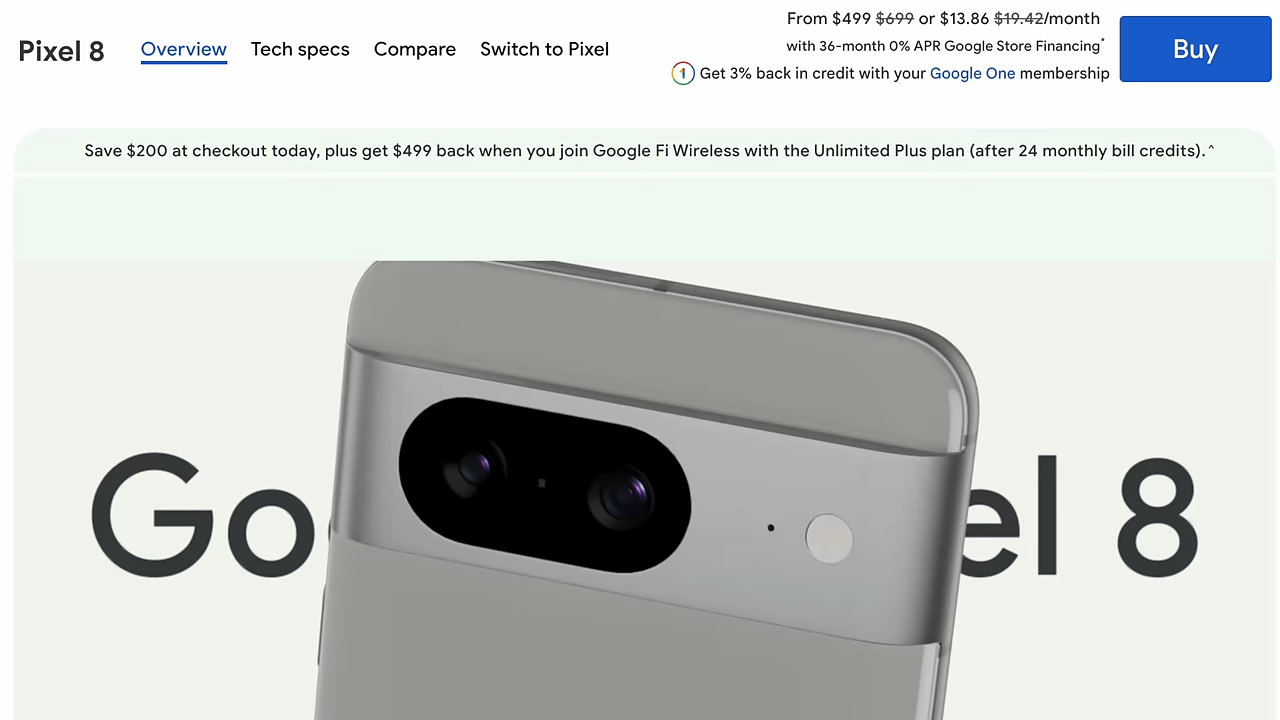 Pixel 8
Overview
Tech specs
Compare
Switch to Pixel
From $499 $699 or $13.86 $19.42/month
with 36-month 0% APR Google Store Financing*
1 Get 3% back in credit with your Google One membership
Buy
Save $200 at checkout today, plus get $499 back when you join Google Fi Wireless with the Unlimited Plus plan (after 24 monthly bill credits).^
Go el 8